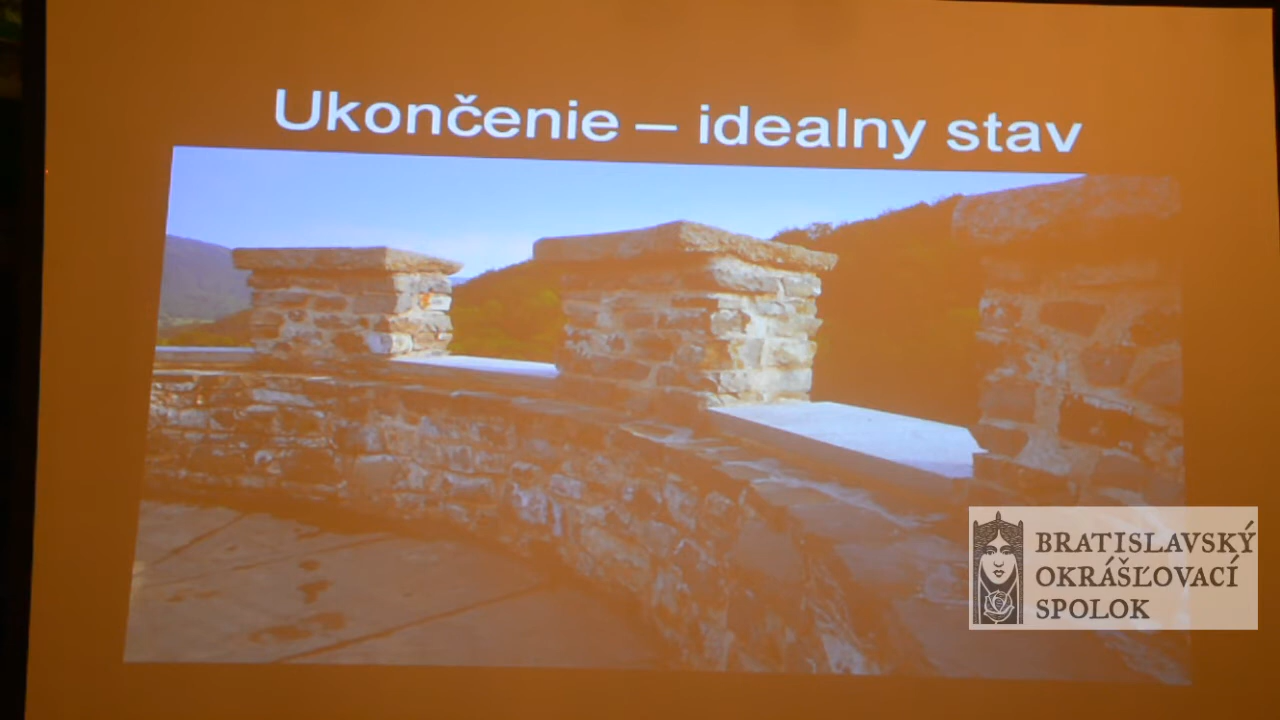 Ukončenie – idealny stav
BRATISLAVSKÝ
OKRÁŠĽOVACÍ
SPOLOK